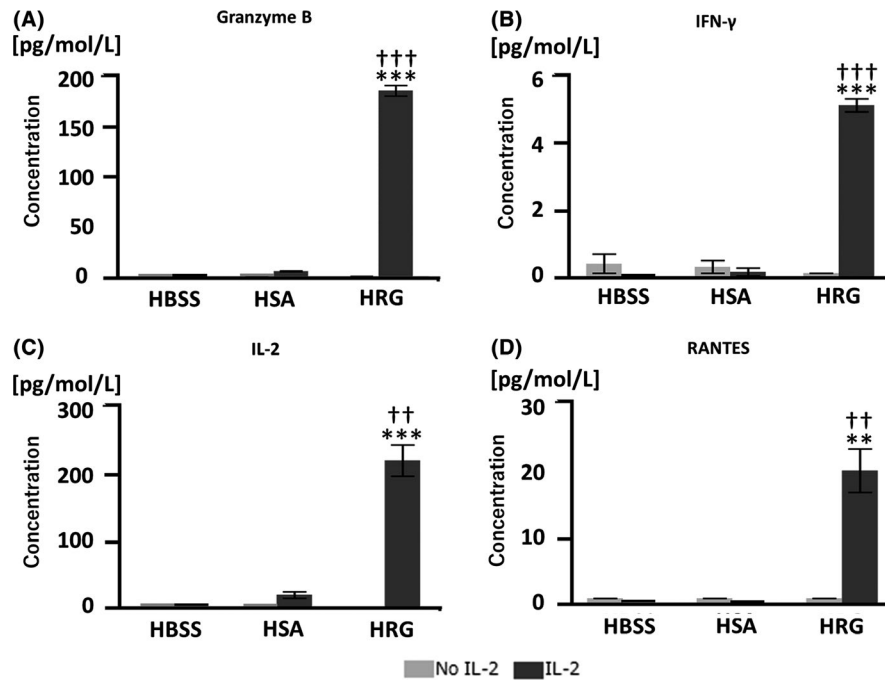 (A)
Granzyme B
[pg/mol/L]
Concentration
200
150
100
50
0
†††
***
HBSS HSA HRG
(B)
IFN-γ
[pg/mol/L]
Concentration
6
4
2
0
†††
***
HBSS HSA HRG
(C)
IL-2
[pg/mol/L]
Concentration
300
200
100
0
††
***
HBSS HSA HRG
(D)
RANTES
[pg/mol/L]
Concentration
30
20
10
0
††
**
HBSS HSA HRG
No IL-2 IL-2